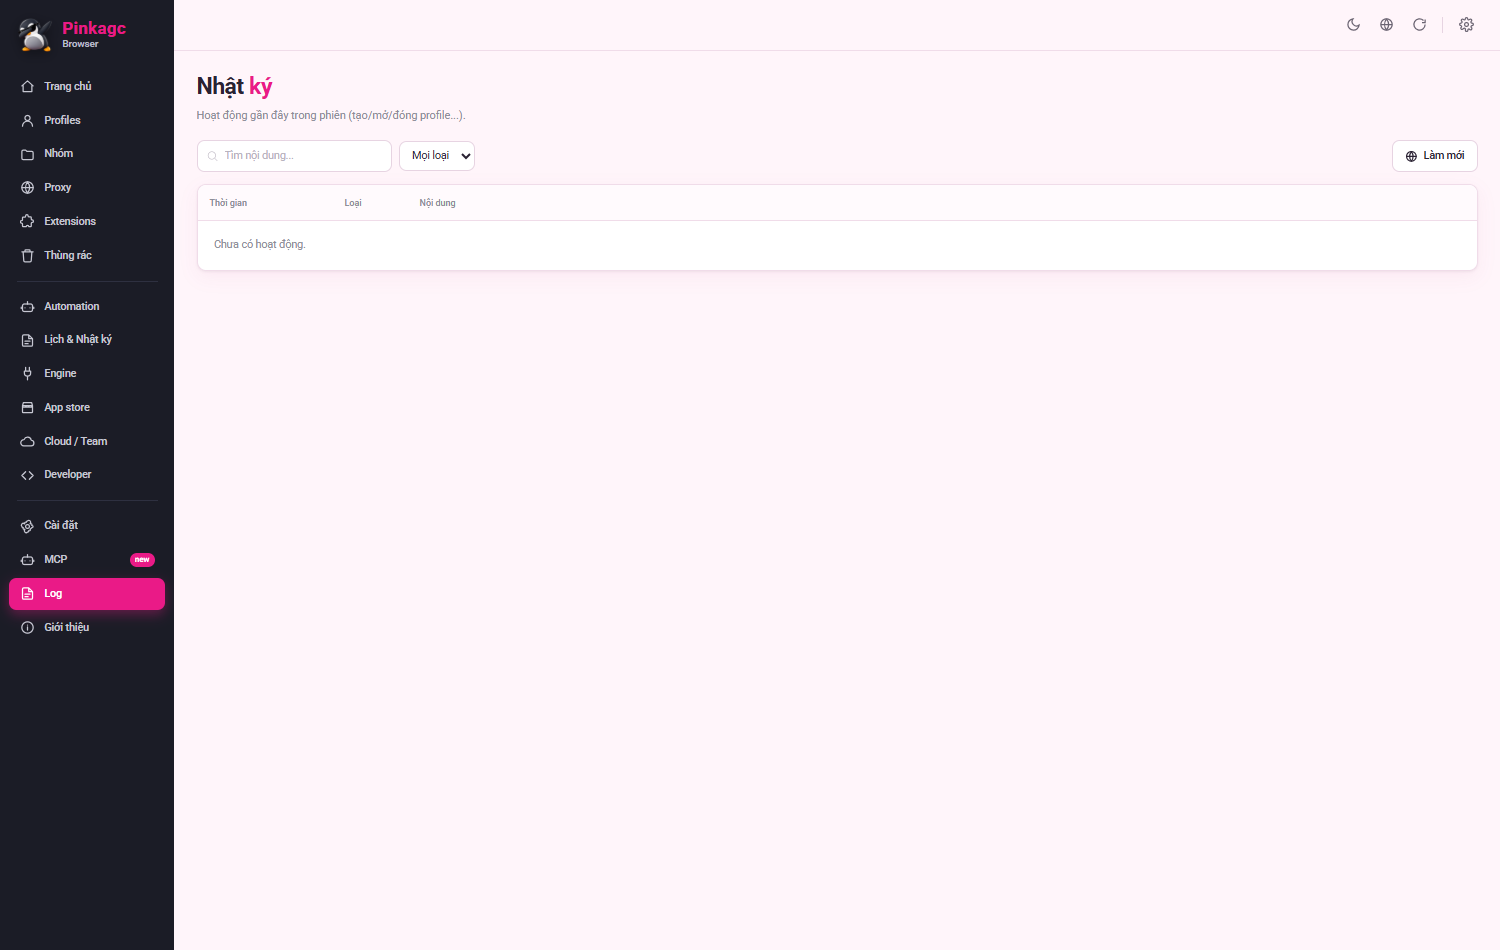 Pinkagc
Browser
Trang chủ
Profiles
Nhóm
Proxy
Extensions
Thùng rác
Automation
Lịch & Nhật ký
Engine
App store
Cloud / Team
Developer
Cài đặt
MCP new
Log
Giới thiệu
Nhật ký
Hoạt động gần đây trong phiên (tạo/mở/đóng profile...).
Tìm nội dung...
Mọi loại
Làm mới
Thời gian Loại Nội dung
Chưa có hoạt động.